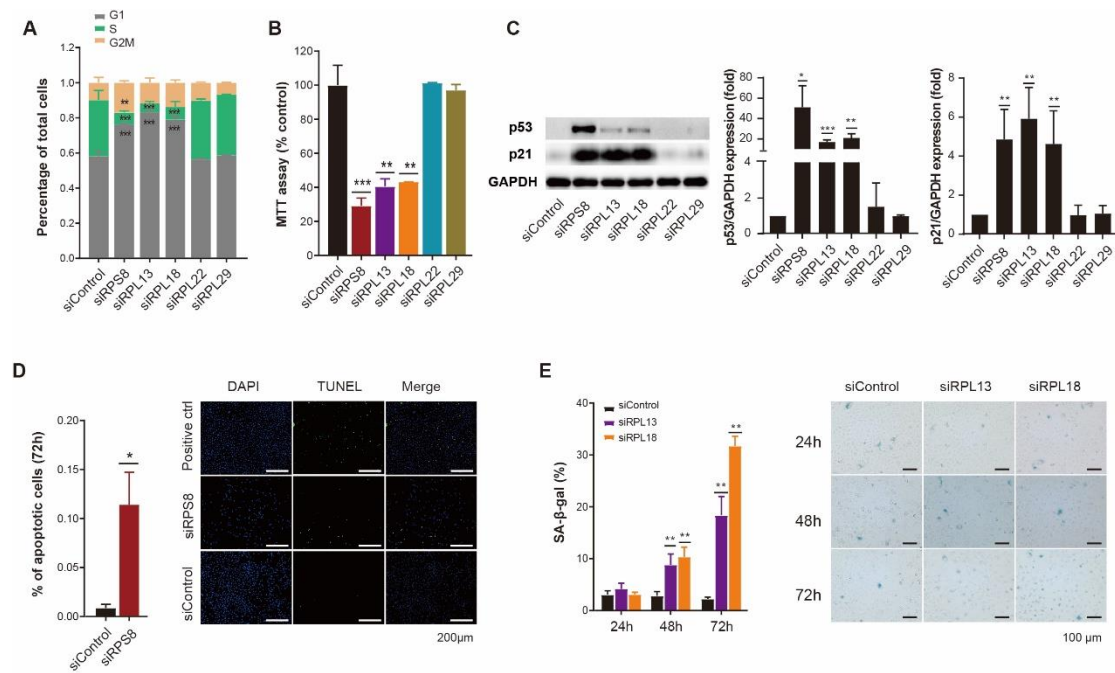 A
G1
S
G2M
Percentage of total cells
1.2
1.0
0.8
0.6
0.4
0.2
0
**
***
***
***
***
***
***
siControl
siRPS8
siRPL13
siRPL18
siRPL22
siRPL29
B
MTT assay (% control)
120
100
80
60
40
20
0
***
**
**
siControl
siRPS8
siRPL13
siRPL18
siRPL22
siRPL29
C
p53
p21
GAPDH
siControl
siRPS8
siRPL13
siRPL18
siRPL22
siRPL29
p53/GAPDH expression (fold)
80
60
40
20
4
2
0
*
***
**
siControl
siRPS8
siRPL13
siRPL18
siRPL22
siRPL29
p21/GAPDH expression (fold)
8
6
4
2
0
**
**
**
siControl
siRPS8
siRPL13
siRPL18
siRPL22
siRPL29
D
% of apoptotic cells (72h)
0.20
0.15
0.10
0.05
0.00
*
siControl
siRPS8
DAPI TUNEL Merge
Positive ctrl
siRPS8
siControl
200µm
E
siControl
siRPL13
siRPL18
SA-β-gal (%)
40
30
20
10
0
** **
** **
24h 48h 72h
siControl siRPL13 siRPL18
24h
48h
72h
100 µm